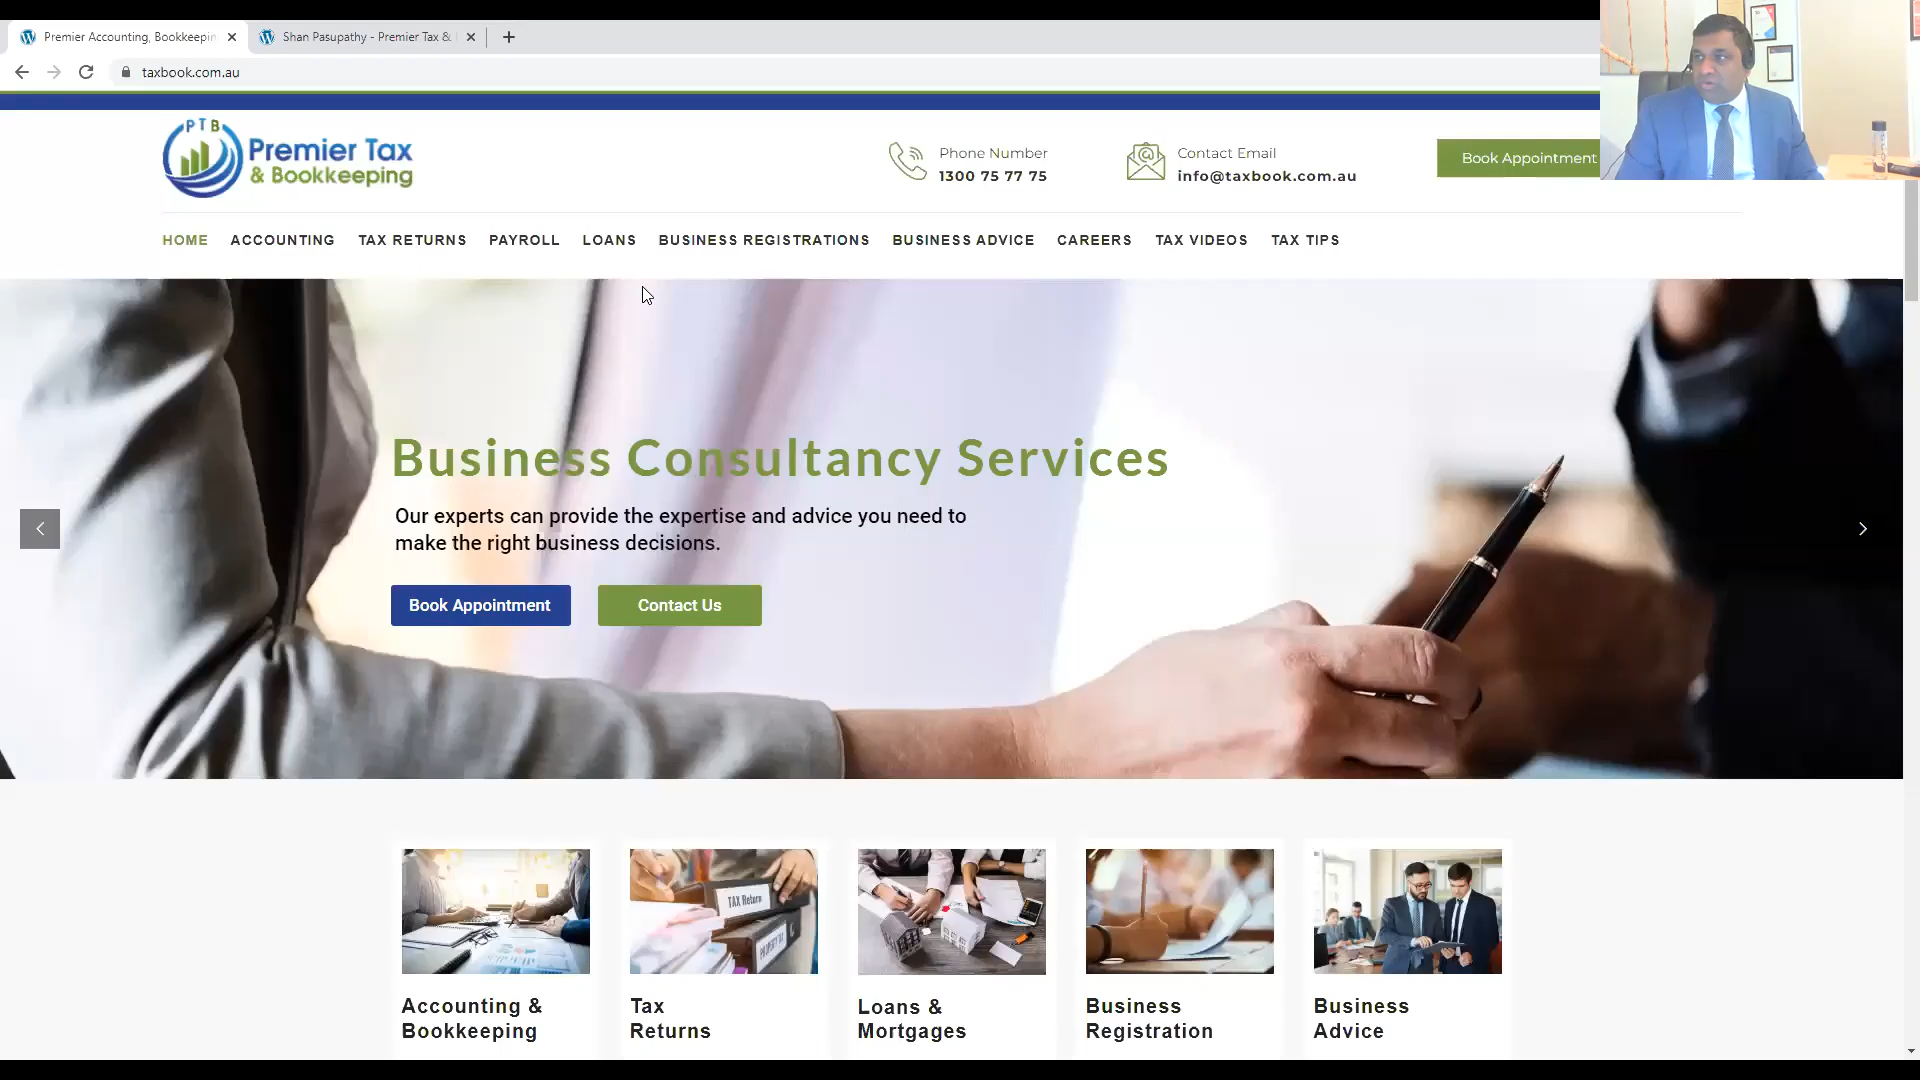 Premier Accounting, Bookkeepin
Shan Pasupathy - Premier Tax &
taxbook.com.au
PTB
Premier Tax
& Bookkeeping
Phone Number
1300 75 77 75
Contact Email
info@taxbook.com.au
Book Appointment
HOME ACCOUNTING TAX RETURNS PAYROLL LOANS BUSINESS REGISTRATIONS BUSINESS ADVICE CAREERS TAX VIDEOS TAX TIPS
Business Consultancy Services
Our experts can provide the expertise and advice you need to
make the right business decisions.
Book Appointment
Contact Us
TAX Return
PROPERTY TAX
Accounting &
Bookkeeping
Tax
Returns
Loans &
Mortgages
Business
Registration
Business
Advice